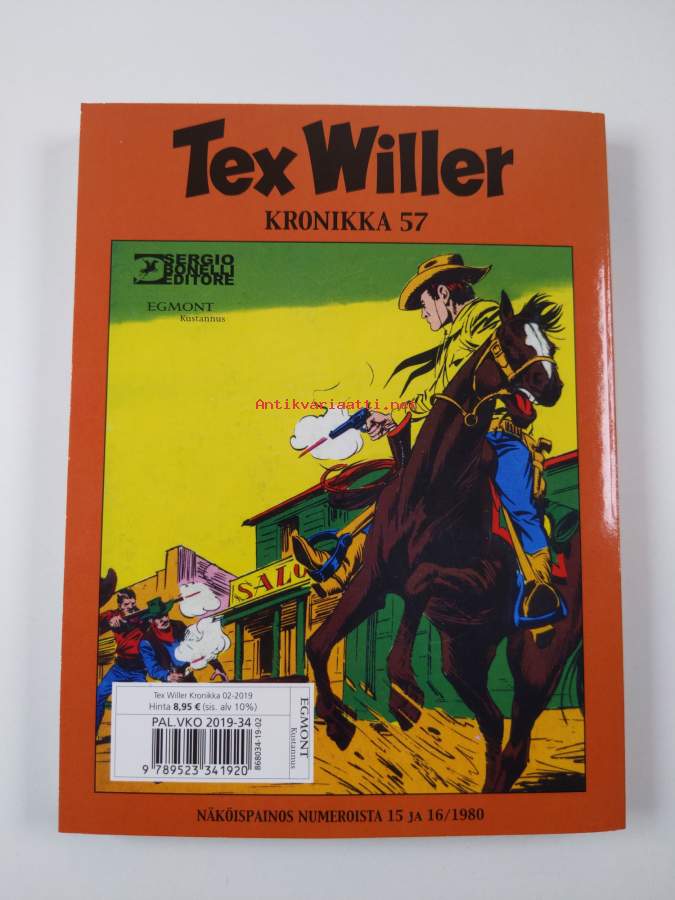 Tex Willer
KRONIKKA 57
SERGIO
BONELLI
EDITORE
EGMONT
Kustannus
Antikvariaatti.net
SALO
Tex Willer Kronikka 02-2019
Hinta 8,95 € (sis. alv 10%)
PAL.VKO 2019-34
868034-19-02
9 789523 341920
EGMONT
Kustannus
NÄKÖISPAINOS NUMEROISTA 15 JA 16/1980